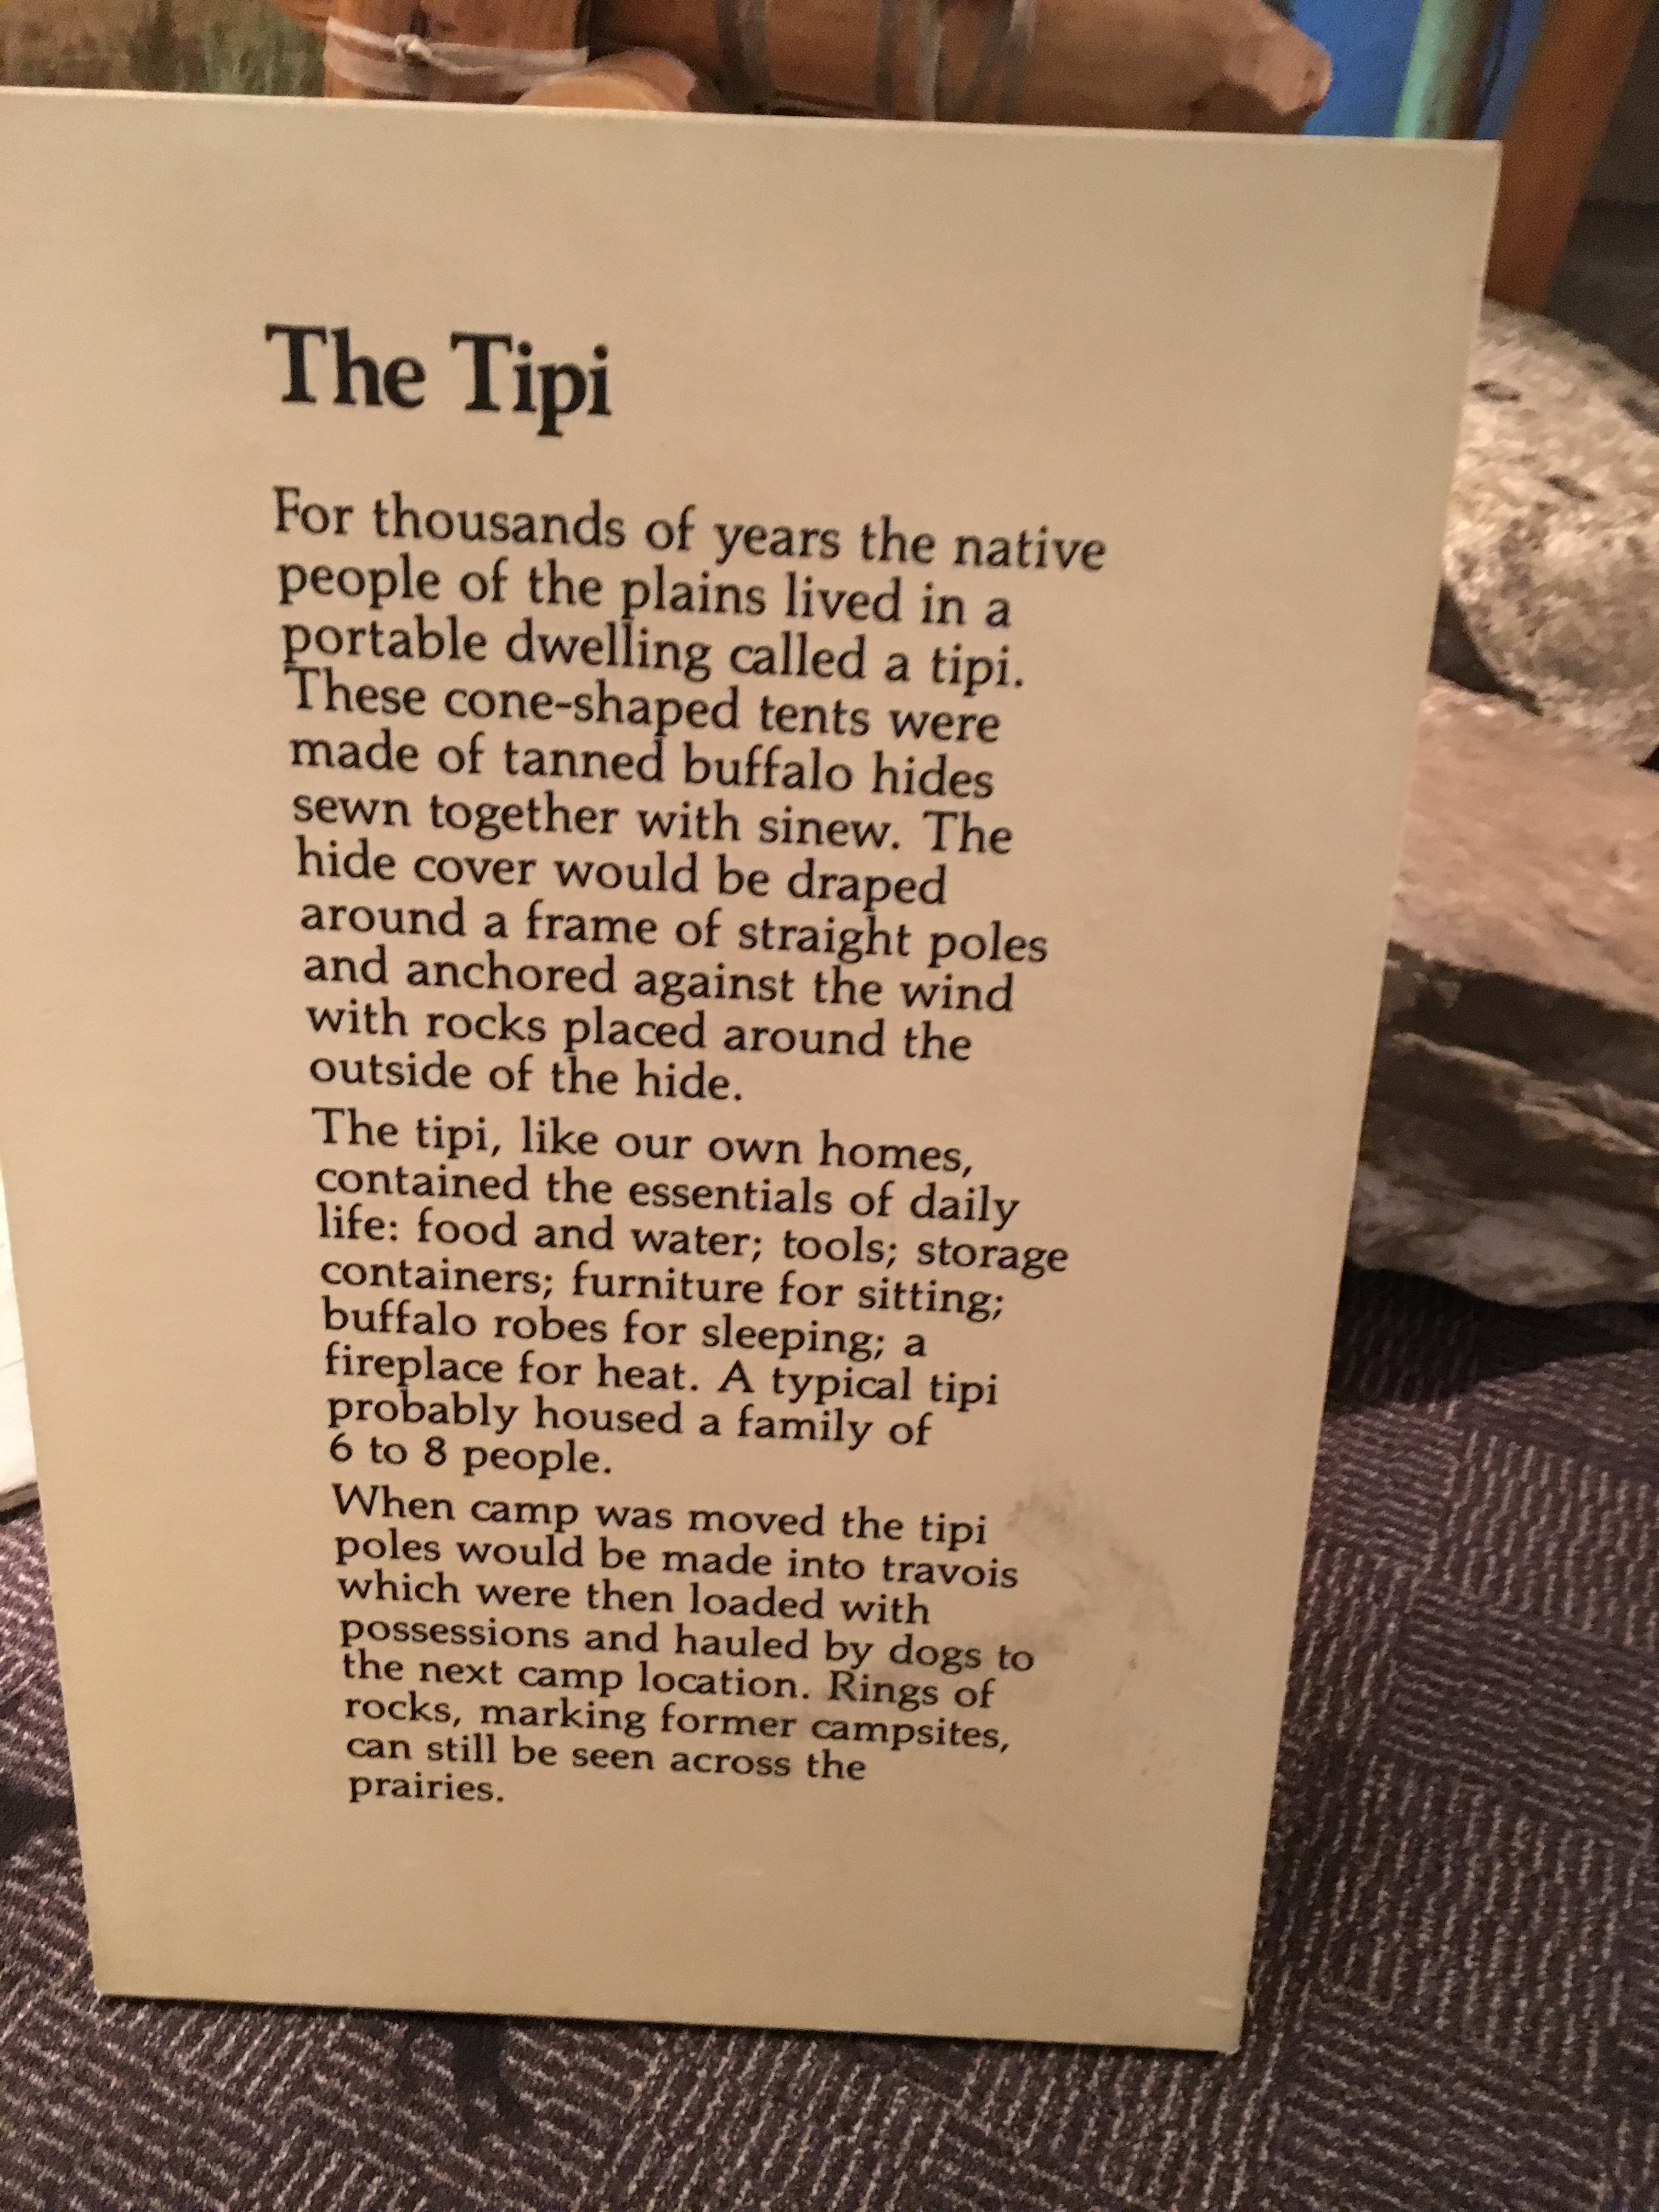 The Tipi
For thousands of years the native
people of the plains lived in a
portable dwelling called a tipi.
These cone-shaped tents were
made of tanned buffalo hides
sewn together with sinew. The
hide cover would be draped
around a frame of straight poles
and anchored against the wind
with rocks placed around the
outside of the hide.
The tipi, like our own homes,
contained the essentials of daily
life: food and water; tools; storage
containers; furniture for sitting;
buffalo robes for sleeping; a
fireplace for heat. A typical tipi
probably housed a family of
6 to 8 people.
When camp was moved the tipi
poles would be made into travois
which were then loaded with
possessions and hauled by dogs to
the next camp location. Rings of
rocks, marking former campsites,
can still be seen across the
prairies.